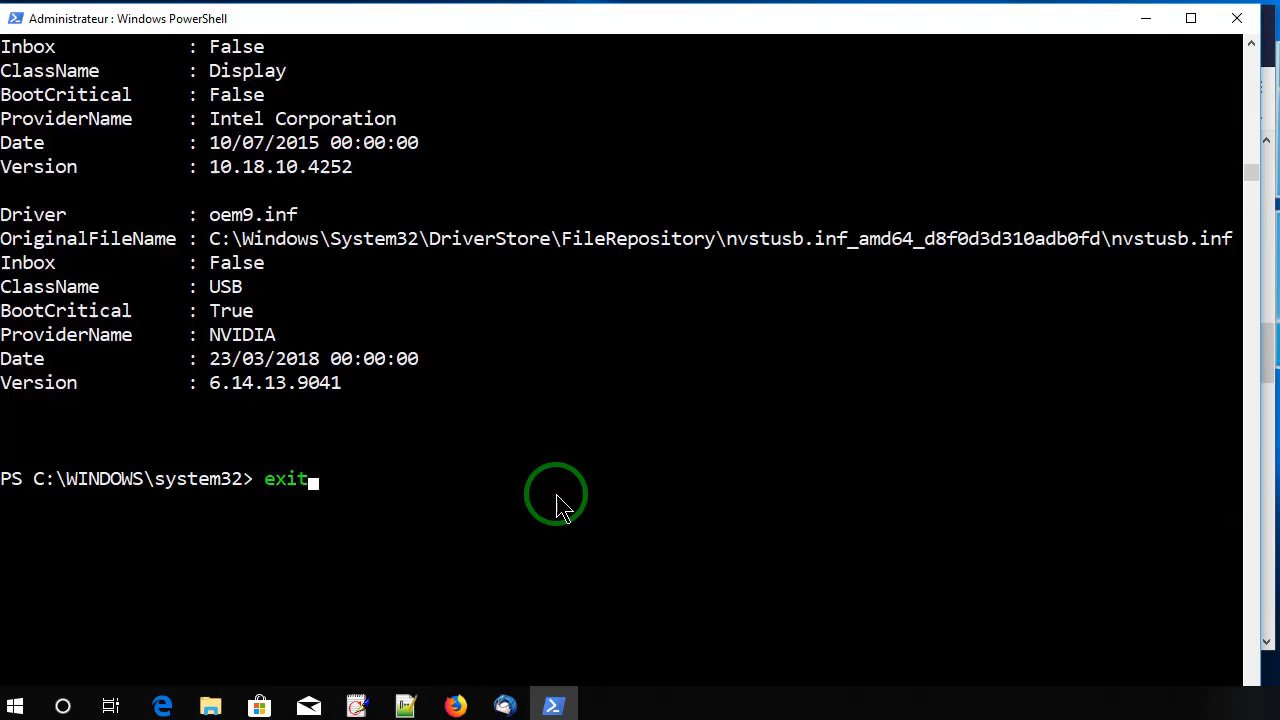 Administrateur : Windows PowerShell
Inbox : False
ClassName : Display
BootCritical : False
ProviderName : Intel Corporation
Date : 10/07/2015 00:00:00
Version : 10.18.10.4252
Driver : oem9.inf
OriginalFileName : C:\Windows\System32\DriverStore\FileRepository\nvstusb.inf_amd64_d8f0d3d310adb0fd\nvstusb.inf
Inbox : False
ClassName : USB
BootCritical : True
ProviderName : NVIDIA
Date : 23/03/2018 00:00:00
Version : 6.14.13.9041
PS C:\WINDOWS\system32> exit